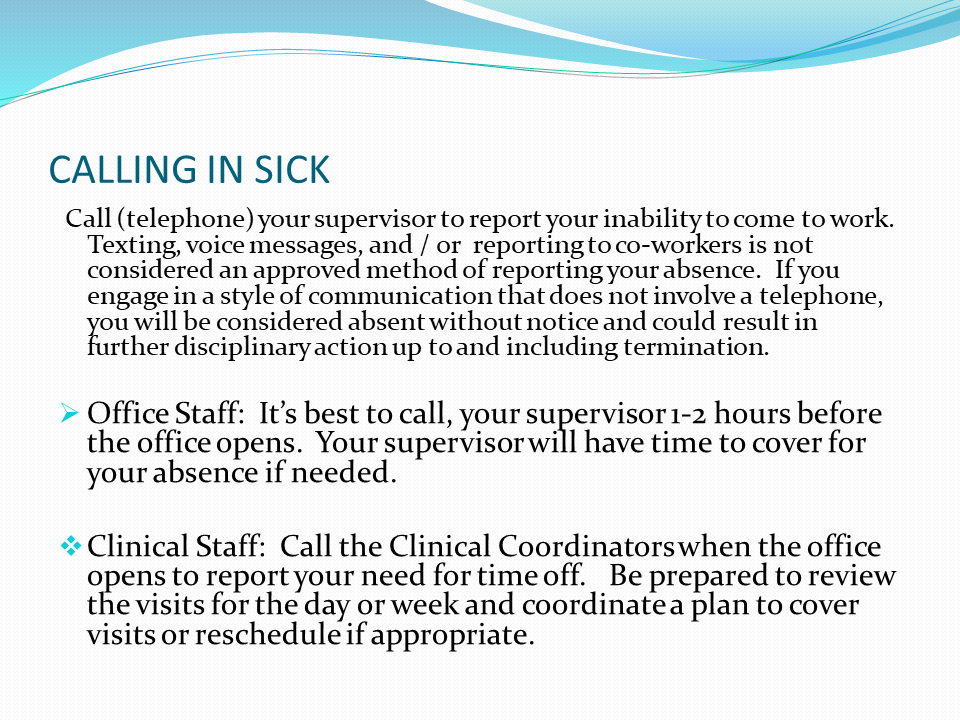 CALLING IN SICK
Call (telephone) your supervisor to report your inability to come to work.
Texting, voice messages, and / or reporting to co-workers is not
considered an approved method of reporting your absence. If you
engage in a style of communication that does not involve a telephone,
you will be considered absent without notice and could result in
further disciplinary action up to and including termination.
➢ Office Staff: It’s best to call, your supervisor 1-2 hours before
the office opens. Your supervisor will have time to cover for
your absence if needed.
❖ Clinical Staff: Call the Clinical Coordinators when the office
opens to report your need for time off. Be prepared to review
the visits for the day or week and coordinate a plan to cover
visits or reschedule if appropriate.